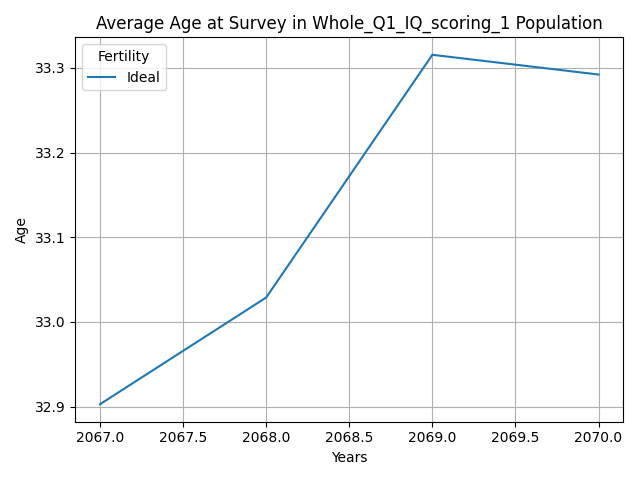 Average Age at Survey in Whole_Q1_IQ_scoring_1 Population
Fertility
Ideal
Age
33.3
33.2
33.1
33.0
32.9
2067.0 2067.5 2068.0 2068.5 2069.0 2069.5 2070.0
Years